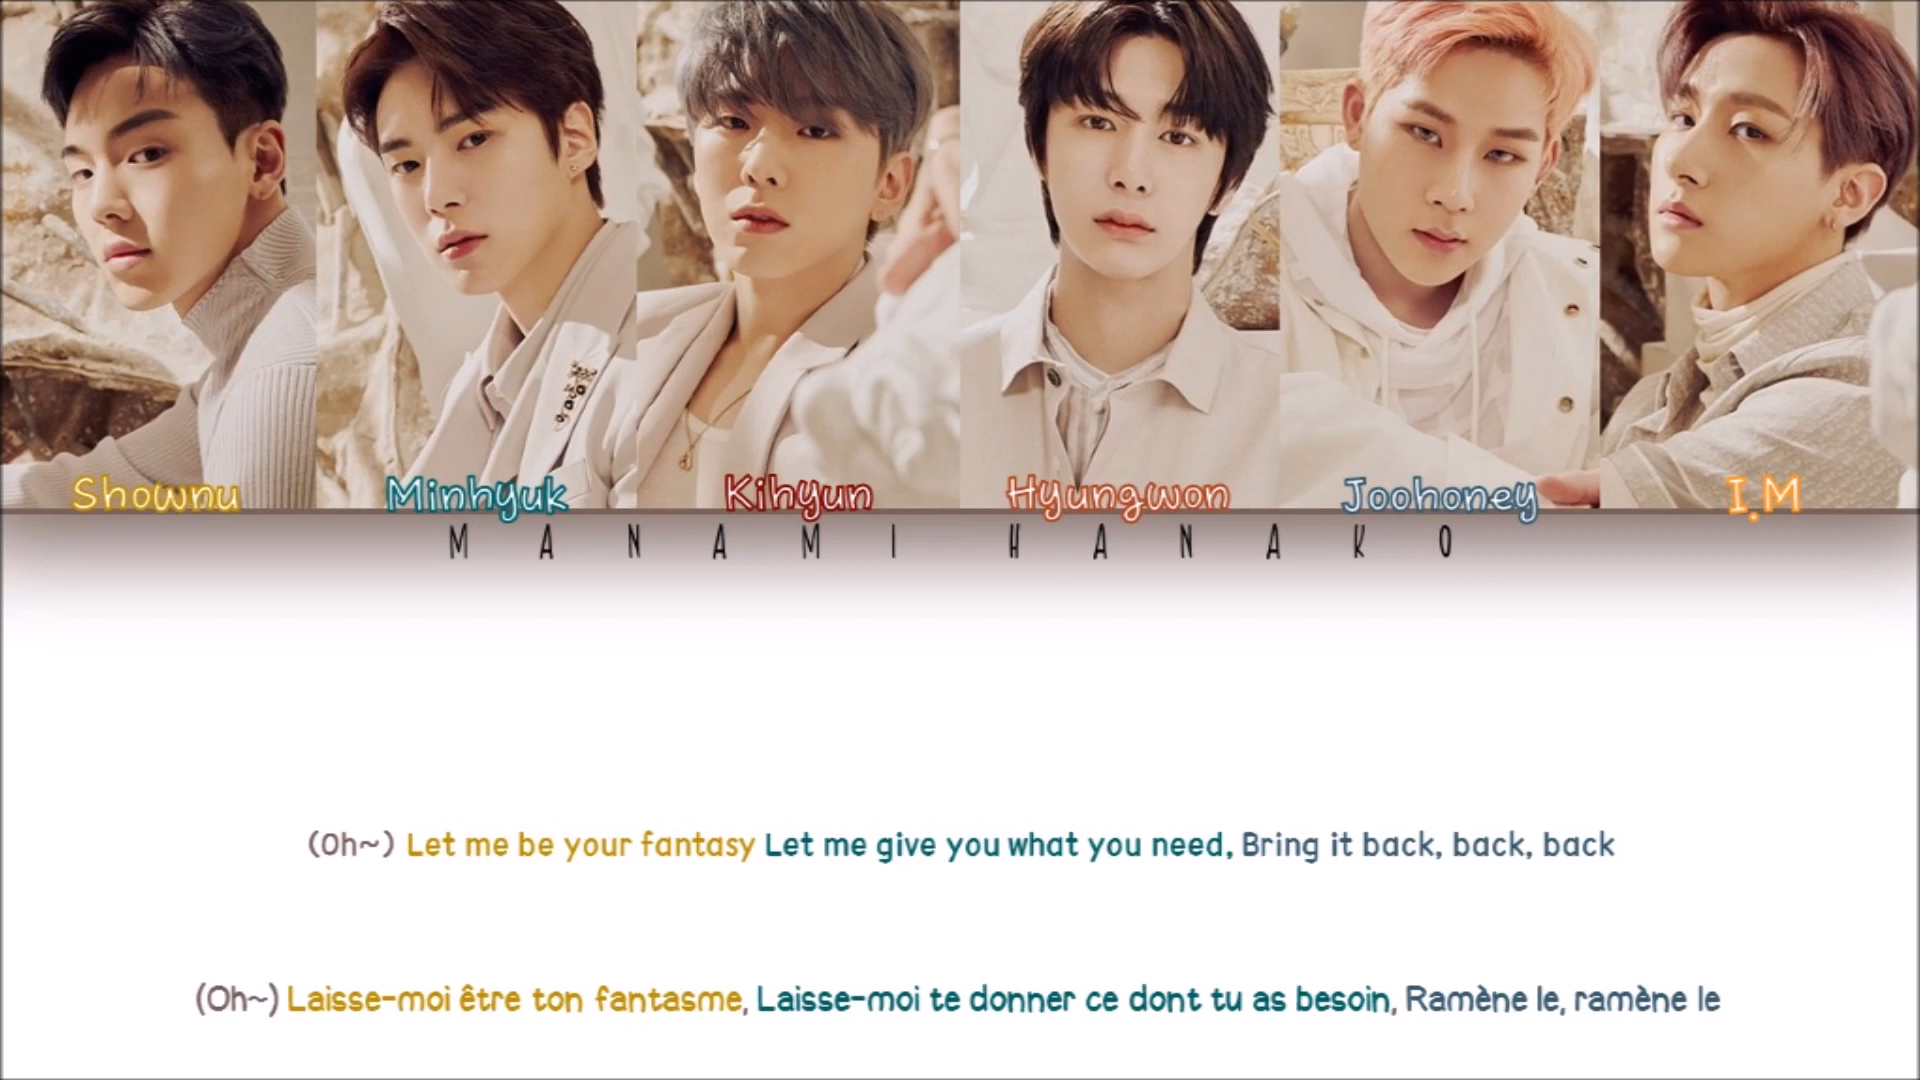 Shownu Minhyuk Kihyun Hyungwon Joohoney I.M
MANAMI HANAKO
(Oh~) Let me be your fantasy Let me give you what you need, Bring it back, back, back
(Oh~) Laisse-moi être ton fantasme, Laisse-moi te donner ce dont tu as besoin, Ramène le, ramène le